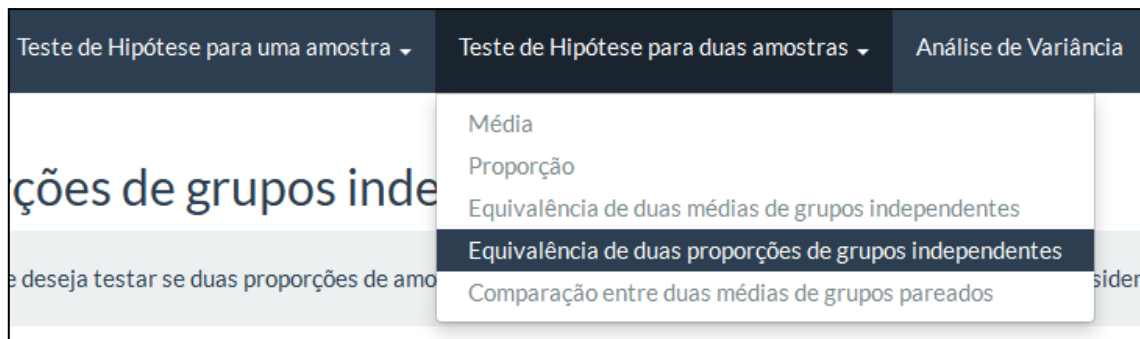 Teste de Hipótese para uma amostra Teste de Hipótese para duas amostras Análise de Variância
Média
Proporção
Equivalência de duas médias de grupos independentes
Equivalência de duas proporções de grupos independentes
Comparação entre duas médias de grupos pareados
ções de grupos inde
e deseja testar se duas proporções de amo